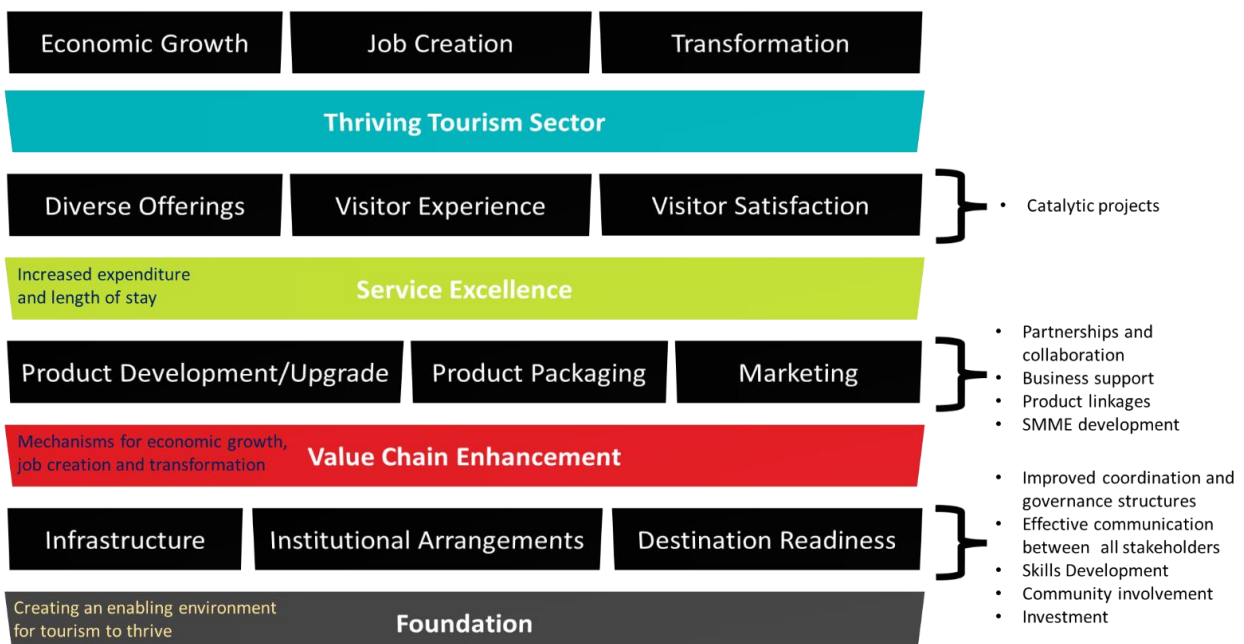 Economic Growth
Job Creation
Transformation
Thriving Tourism Sector
Diverse Offerings
Visitor Experience
Visitor Satisfaction
• Catalytic projects
Increased expenditure
and length of stay
Service Excellence
Product Development/Upgrade
Product Packaging
Marketing
• Partnerships and
collaboration
• Business support
• Product linkages
• SMME development
Mechanisms for economic growth,
job creation and transformation
Value Chain Enhancement
Infrastructure
Institutional Arrangements
Destination Readiness
• Improved coordination and
governance structures
• Effective communication
between all stakeholders
• Skills Development
• Community involvement
• Investment
Creating an enabling environment
for tourism to thrive
Foundation